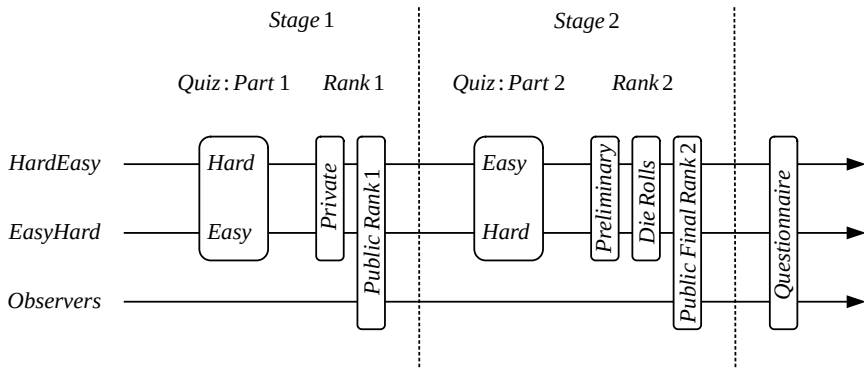 Stage 1
Stage 2
Quiz: Part 1
Rank 1
Quiz: Part 2
Rank 2
HardEasy
Hard
Easy
EasyHard
Easy
Hard
Observers
Private
Public Rank 1
Preliminary
Die Rolls
Public Final Rank 2
Questionnaire